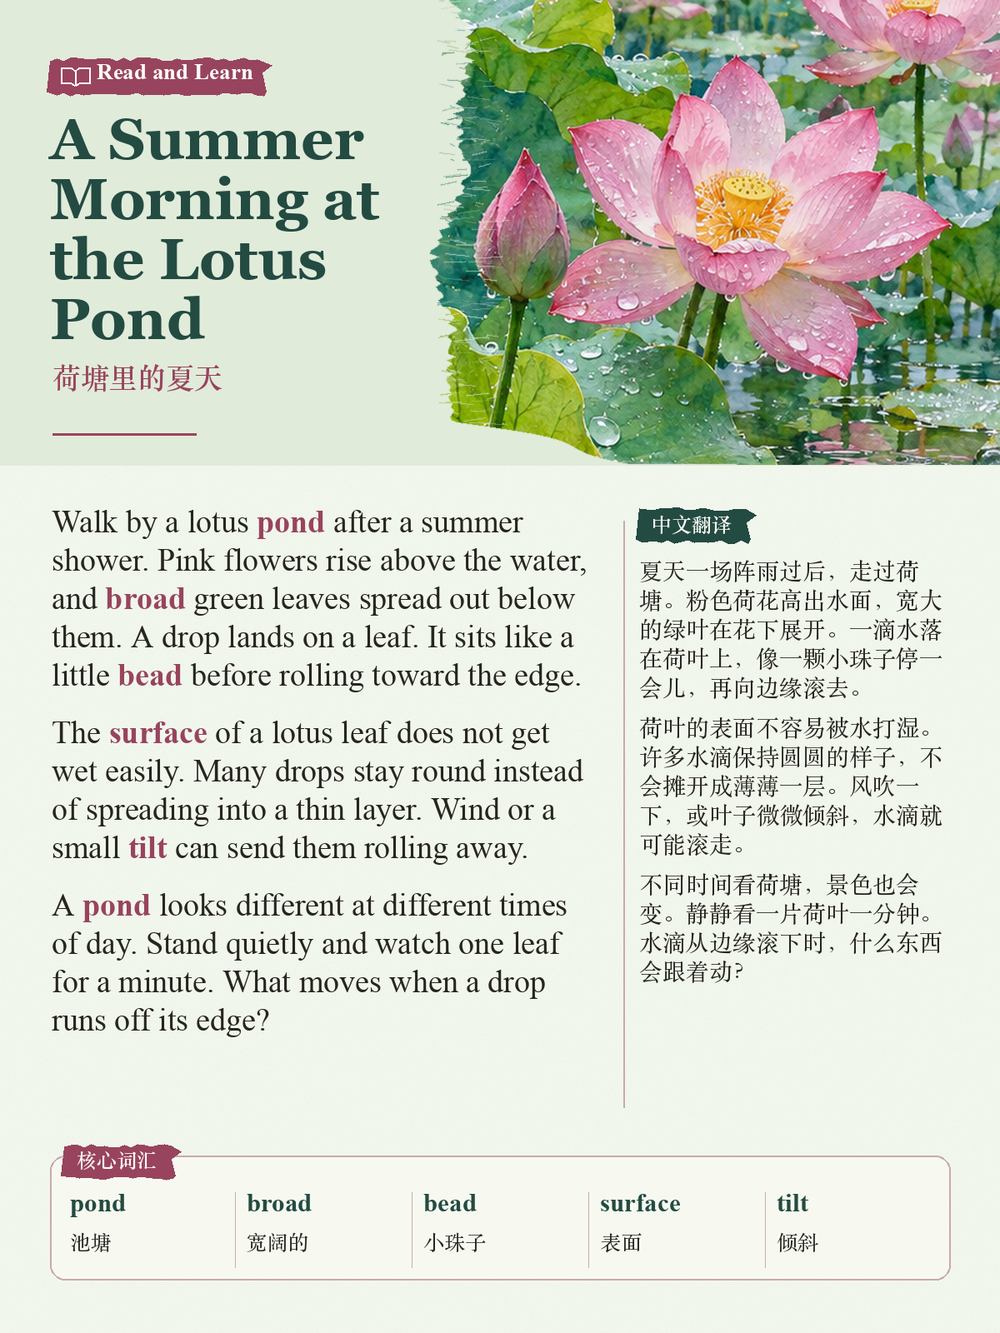 Read and Learn
A Summer
Morning at
the Lotus
Pond
荷塘里的夏天
Walk by a lotus pond after a summer
shower. Pink flowers rise above the water,
and broad green leaves spread out below
them. A drop lands on a leaf. It sits like a
little bead before rolling toward the edge.
The surface of a lotus leaf does not get
wet easily. Many drops stay round instead
of spreading into a thin layer. Wind or a
small tilt can send them rolling away.
A pond looks different at different times
of day. Stand quietly and watch one leaf
for a minute. What moves when a drop
runs off its edge?
中文翻译
夏天一场阵雨过后，走过荷
塘。粉色荷花高出水面，宽大
的绿叶在花下展开。一滴水落
在荷叶上，像一颗小珠子停一
会儿，再向边缘滚去。
荷叶的表面不容易被水打湿。
许多水滴保持圆圆的样子，不
会摊开成薄薄一层。风吹一
下，或叶子微微倾斜，水滴就
可能滚走。
不同时间看荷塘，景色也会
变。静静看一片荷叶一分钟。
水滴从边缘滚下时，什么东西
会跟着动？
核心词汇
pond
池塘
broad
宽阔的
bead
小珠子
surface
表面
tilt
倾斜